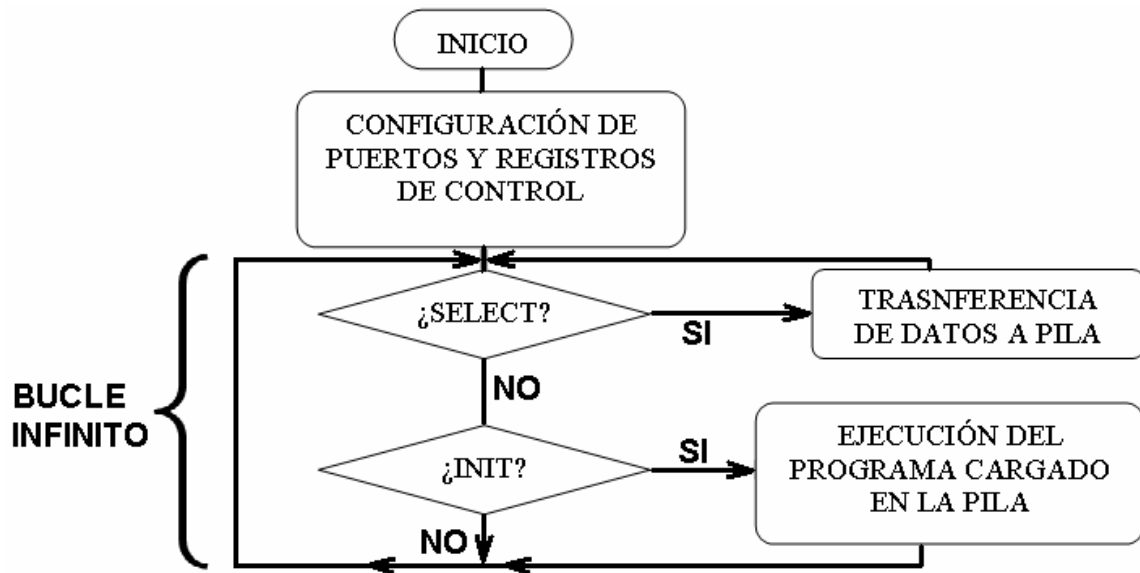 INICIO
CONFIGURACIÓN DE
PUERTOS Y REGISTROS
DE CONTROL
¿SELECT?
SI
TRASNFERENCIA
DE DATOS A PILA
NO
BUCLE
INFINITO
¿INIT?
SI
EJECUCIÓN DEL
PROGRAMA CARGADO
EN LA PILA
NO